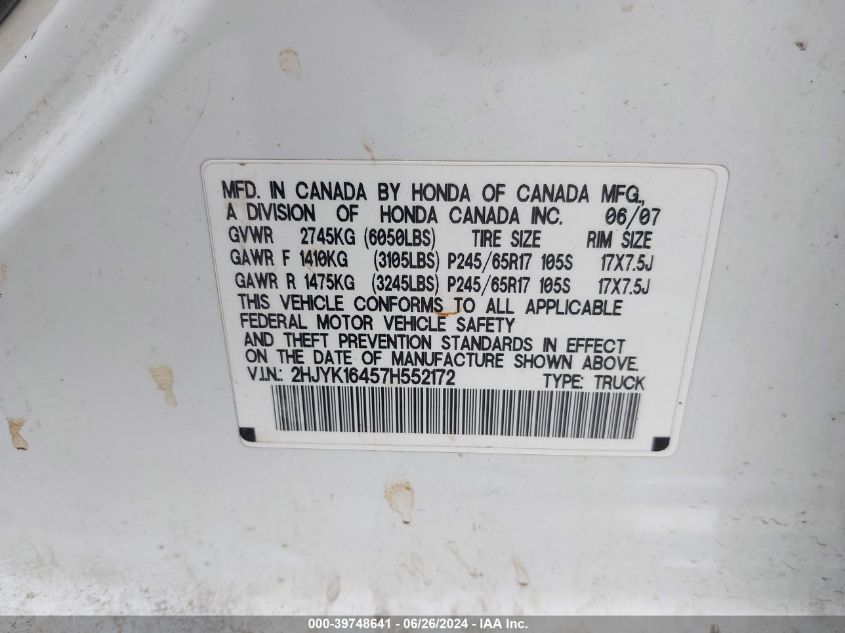 MFD. IN CANADA BY HONDA OF CANADA MFG.,
A DIVISION OF HONDA CANADA INC. 06/07
GVWR 2745KG (6050LBS) TIRE SIZE RIM SIZE
GAWR F 1410KG (3105LBS) P245/65R17 105S 17X7.5J
GAWR R 1475KG (3245LBS) P245/65R17 105S 17X7.5J
THIS VEHICLE CONFORMS TO ALL APPLICABLE
FEDERAL MOTOR VEHICLE SAFETY
AND THEFT PREVENTION STANDARDS IN EFFECT
ON THE DATE OF MANUFACTURE SHOWN ABOVE.
V.I.N.: 2HJYK16457H552172 TYPE: TRUCK
000-39748641 - 06/26/2024 - IAA Inc.